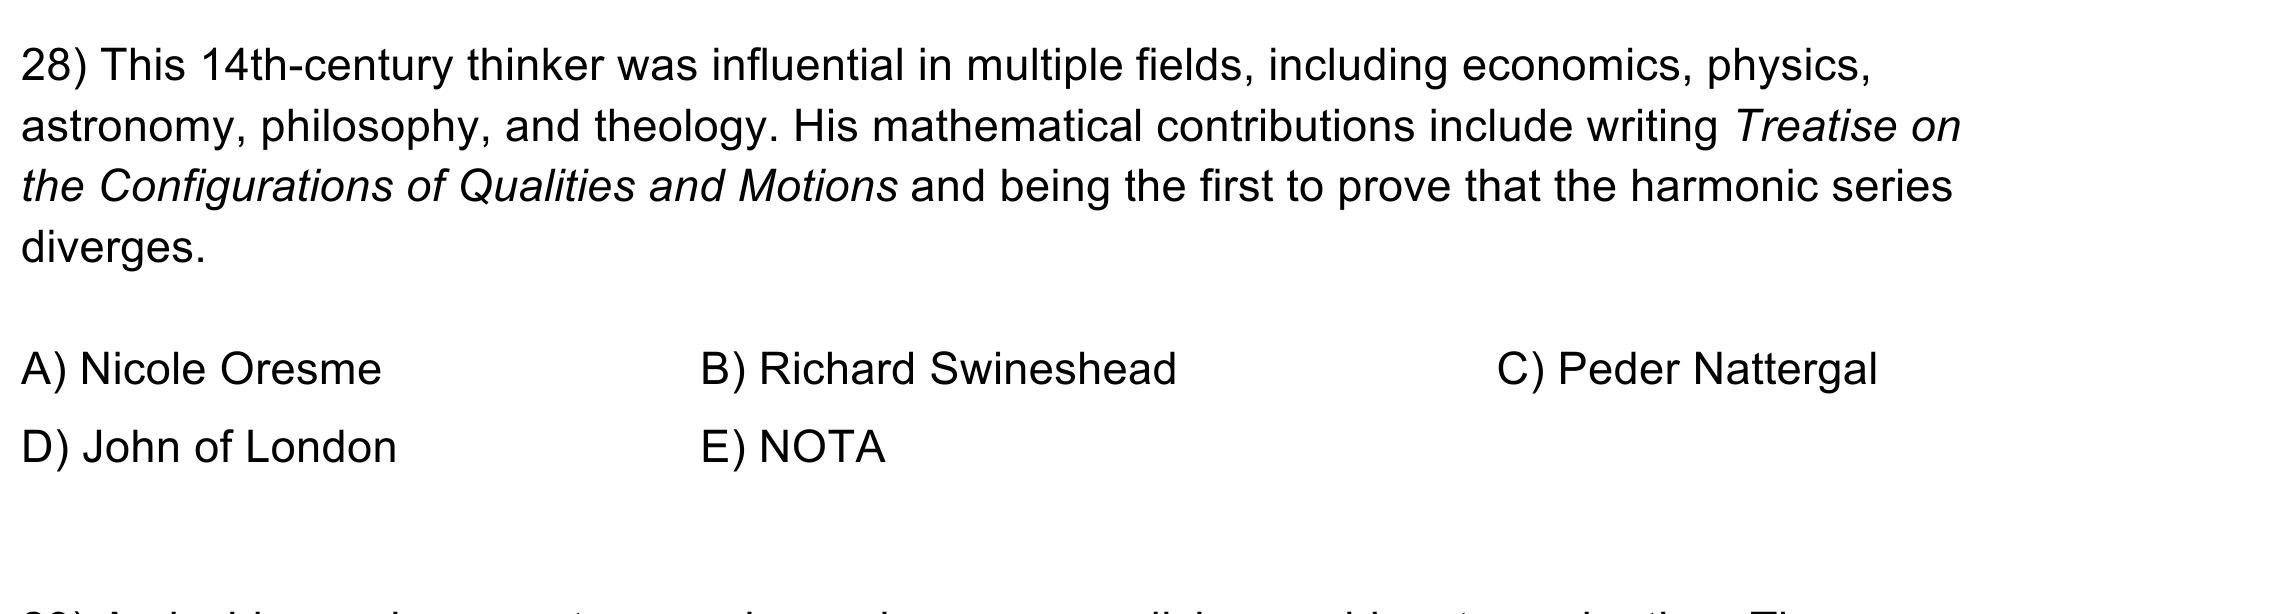 28) This 14th-century thinker was influential in multiple fields, including economics, physics,
astronomy, philosophy, and theology. His mathematical contributions include writing Treatise on
the Configurations of Qualities and Motions and being the first to prove that the harmonic series
diverges.
A) Nicole Oresme B) Richard Swineshead C) Peder Nattergal
D) John of London E) NOTA